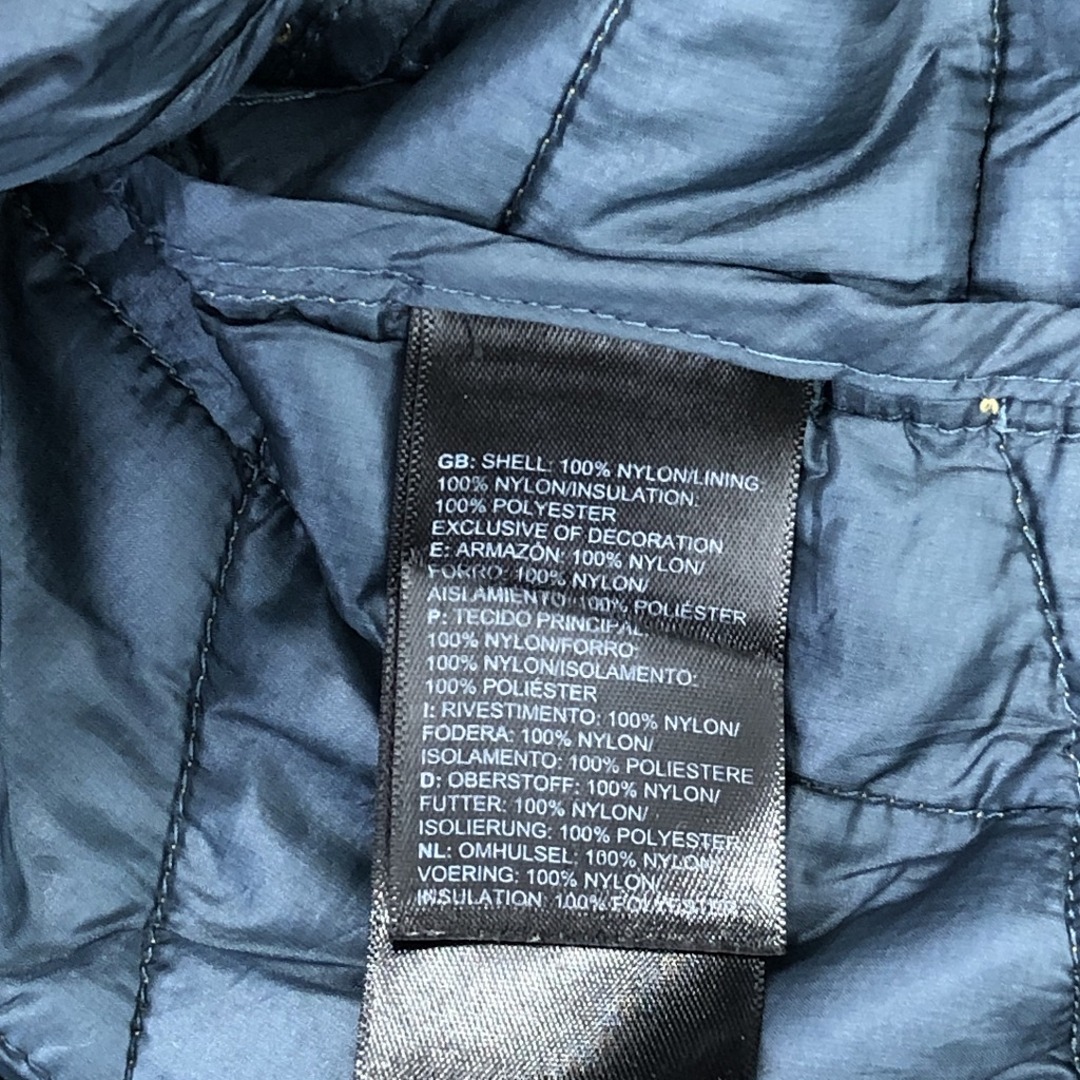 GB: SHELL: 100% NYLON/LINING:
100% NYLON/INSULATION:
100% POLYESTER
EXCLUSIVE OF DECORATION
E: ARMAZÓN: 100% NYLON/
FORRO: 100% NYLON/
AISLAMIENTO: 100% POLIÉSTER
P: TECIDO PRINCIPAL:
100% NYLON/FORRO:
100% NYLON/ISOLAMENTO:
100% POLIÉSTER
I: RIVESTIMENTO: 100% NYLON/
FODERA: 100% NYLON/
ISOLAMENTO: 100% POLIESTERE
D: OBERSTOFF: 100% NYLON/
FUTTER: 100% NYLON/
ISOLIERUNG: 100% POLYESTER
NL: OMHULSEL: 100% NYLON/
VOERING: 100% NYLON/
INSULATION: 100% POLYESTER